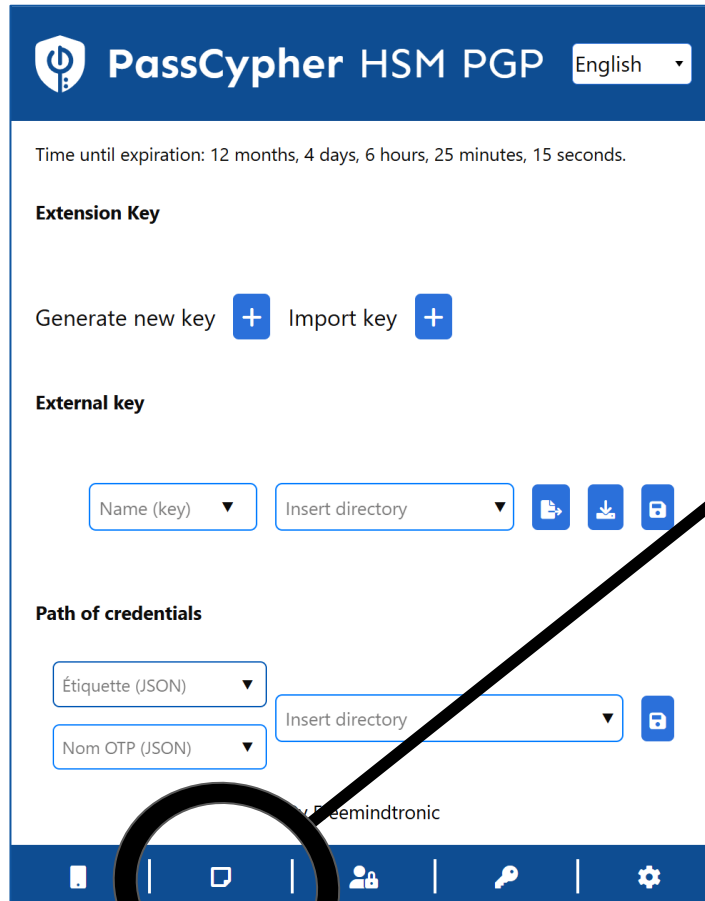 PassCypher HSM PGP English
Time until expiration: 12 months, 4 days, 6 hours, 25 minutes, 15 seconds.
Extension Key
Generate new key Import key
External key
Name (key) Insert directory
Path of credentials
Étiquette (JSON)
Insert directory
Nom OTP (JSON)